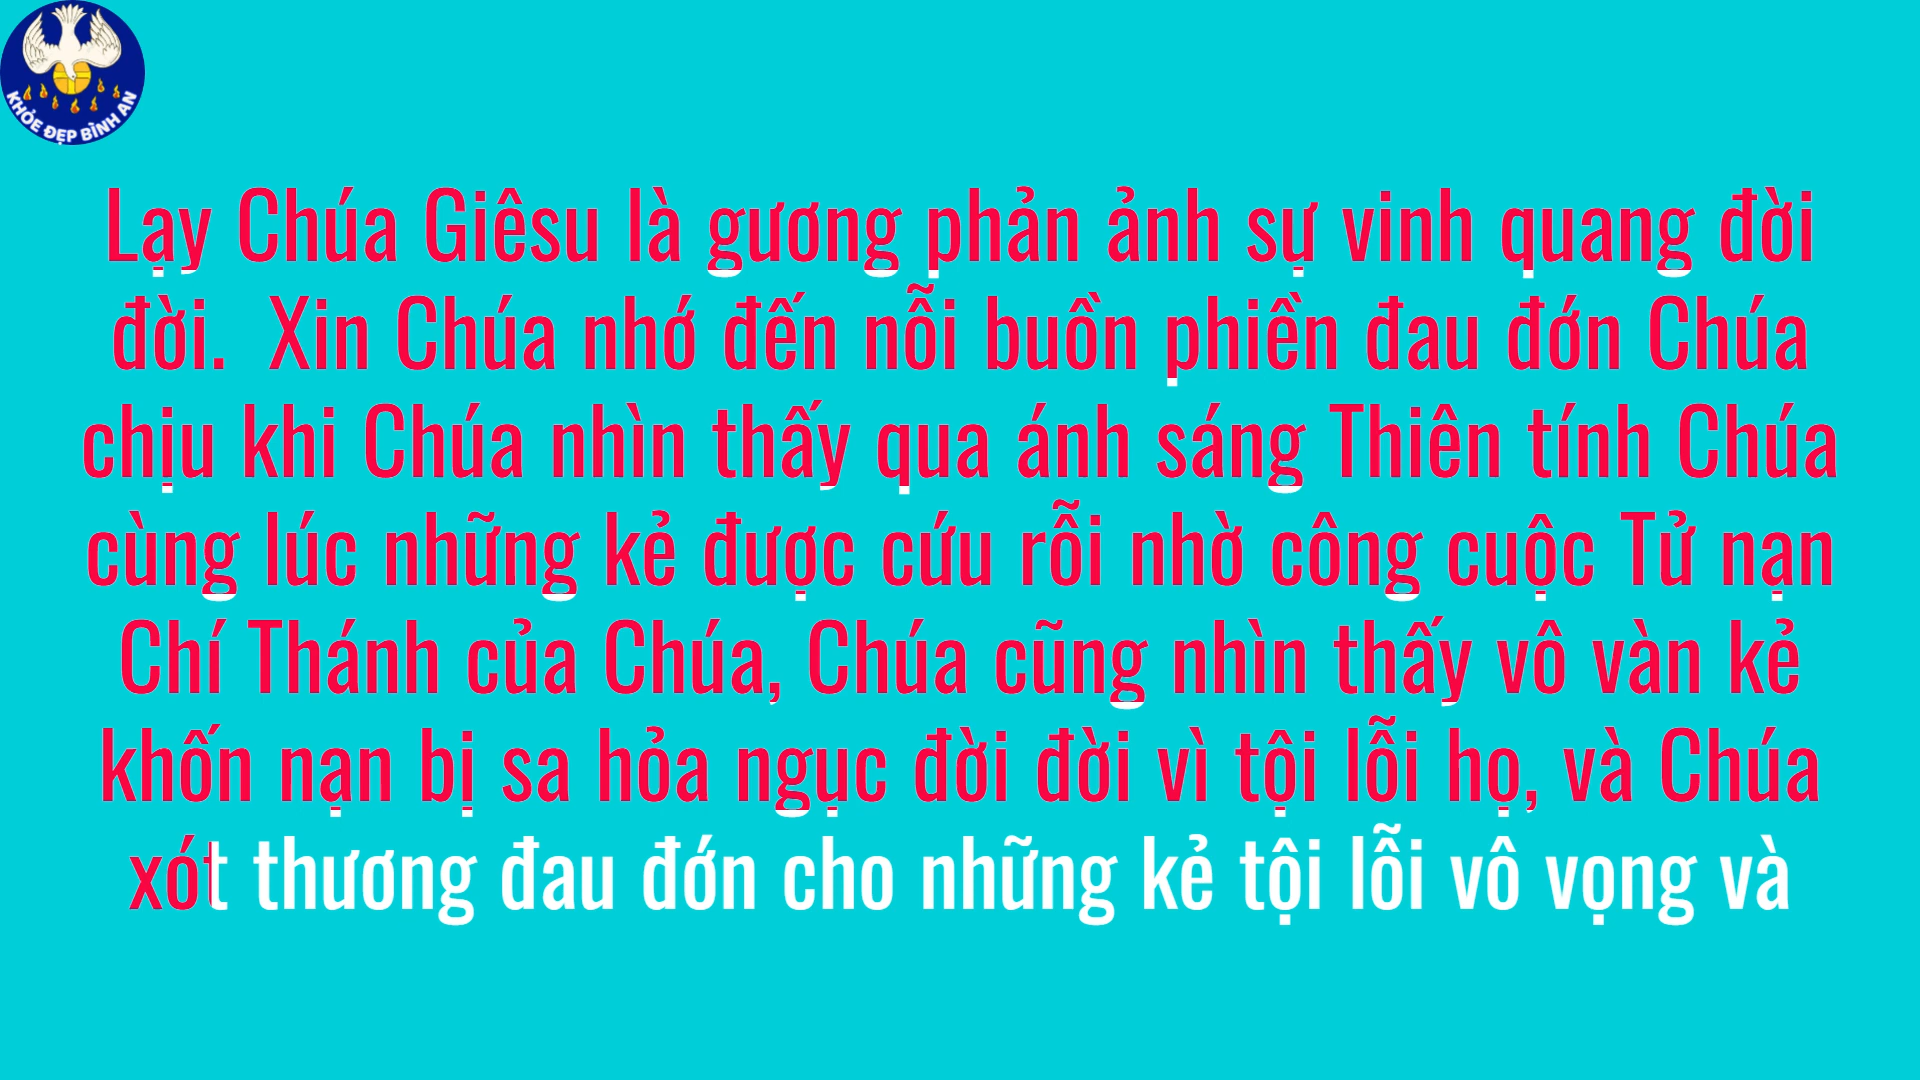 KHỎE ĐẸP BÌNH AN
Lạy Chúa Giêsu là gương phản ảnh sự vinh quang đời
đời.  Xin Chúa nhớ đến nỗi buồn phiền đau đớn Chúa
chịu khi Chúa nhìn thấy qua ánh sáng Thiên tính Chúa
cùng lúc những kẻ được cứu rỗi nhờ công cuộc Tử nạn
Chí Thánh của Chúa, Chúa cũng nhìn thấy vô vàn kẻ
khốn nạn bị sa hỏa ngục đời đời vì tội lỗi họ, và Chúa
xót thương đau đớn cho những kẻ tội lỗi vô vọng và